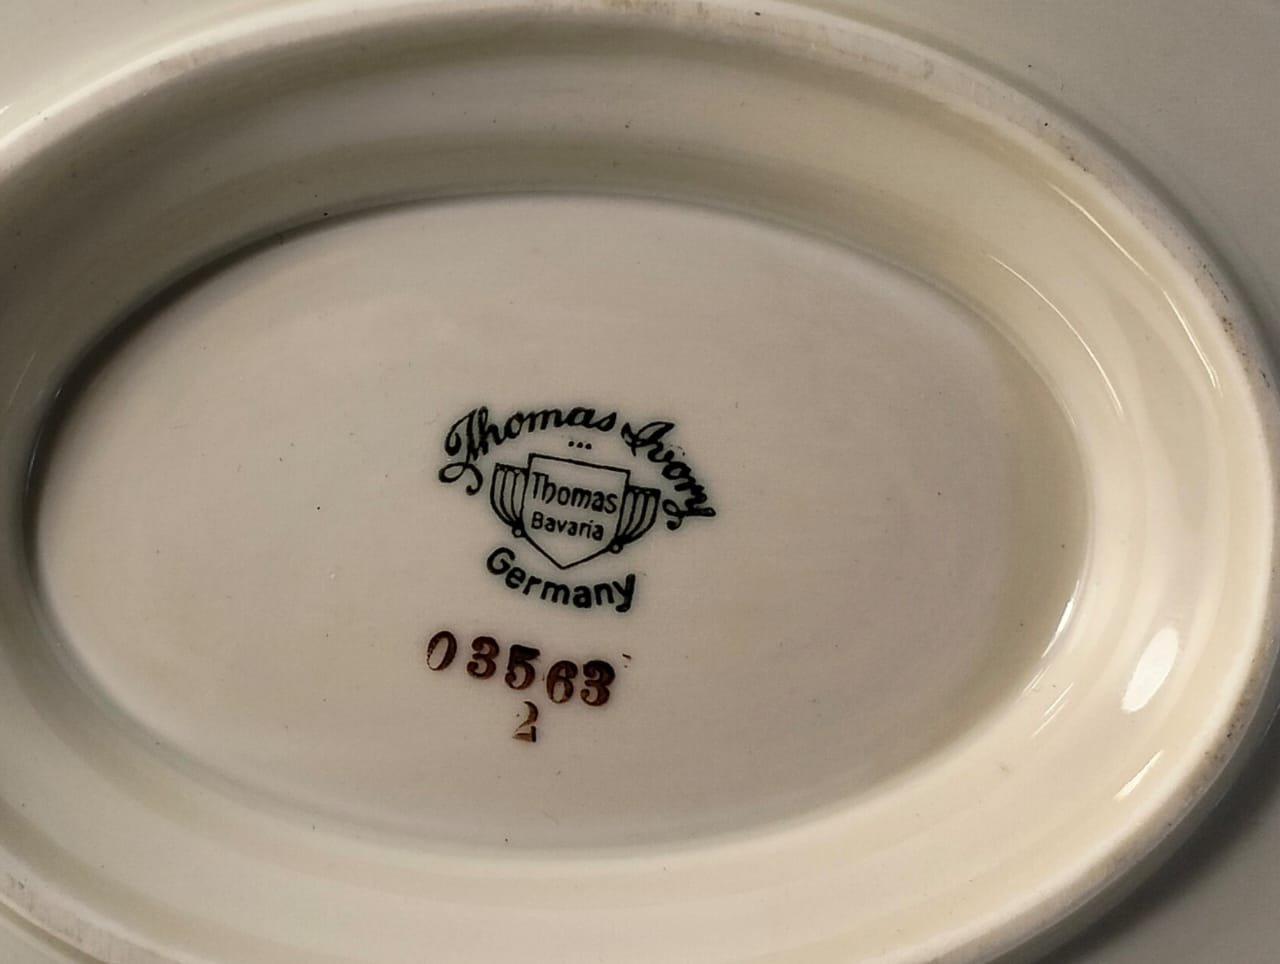 Thomas Ivory
Thomas
Bavaria
Germany
03563
2